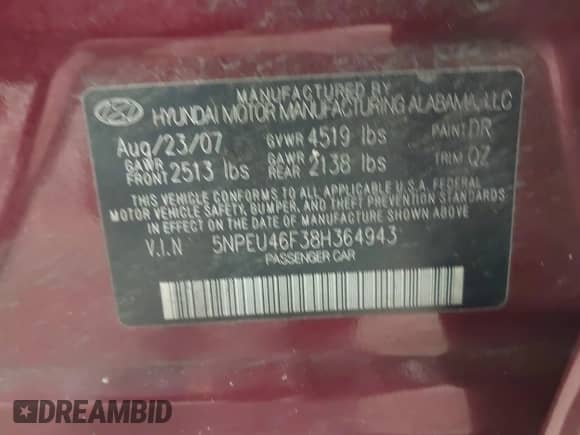 MANUFACTURED BY
HYUNDAI MOTOR MANUFACTURING ALABAMA, LLC
Aug/23/07 GVWR 4519 lbs PAINT DR
GAWR FRONT 2513 lbs GAWR REAR 2138 lbs TRIM QZ
THIS VEHICLE CONFORMS TO ALL APPLICABLE U.S.A. FEDERAL
MOTOR VEHICLE SAFETY, BUMPER, AND THEFT PREVENTION STANDARDS
IN EFFECT ON THE DATE OF MANUFACTURE SHOWN ABOVE.
V.I.N 5NPEU46F38H364943
PASSENGER CAR
DREAMBID